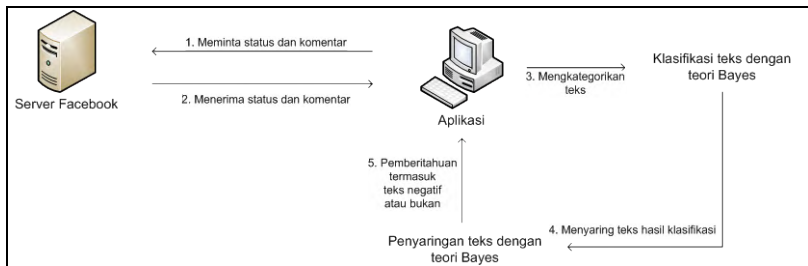 1. Meminta status dan komentar
2. Menerima status dan komentar
Server Facebook
Aplikasi
3. Mengkategorikan
teks
Klasifikasi teks dengan
teori Bayes
4. Menyaring teks hasil klasifikasi
Penyaringan teks dengan
teori Bayes
5. Pemberitahuan
termasuk
teks negatif
atau bukan